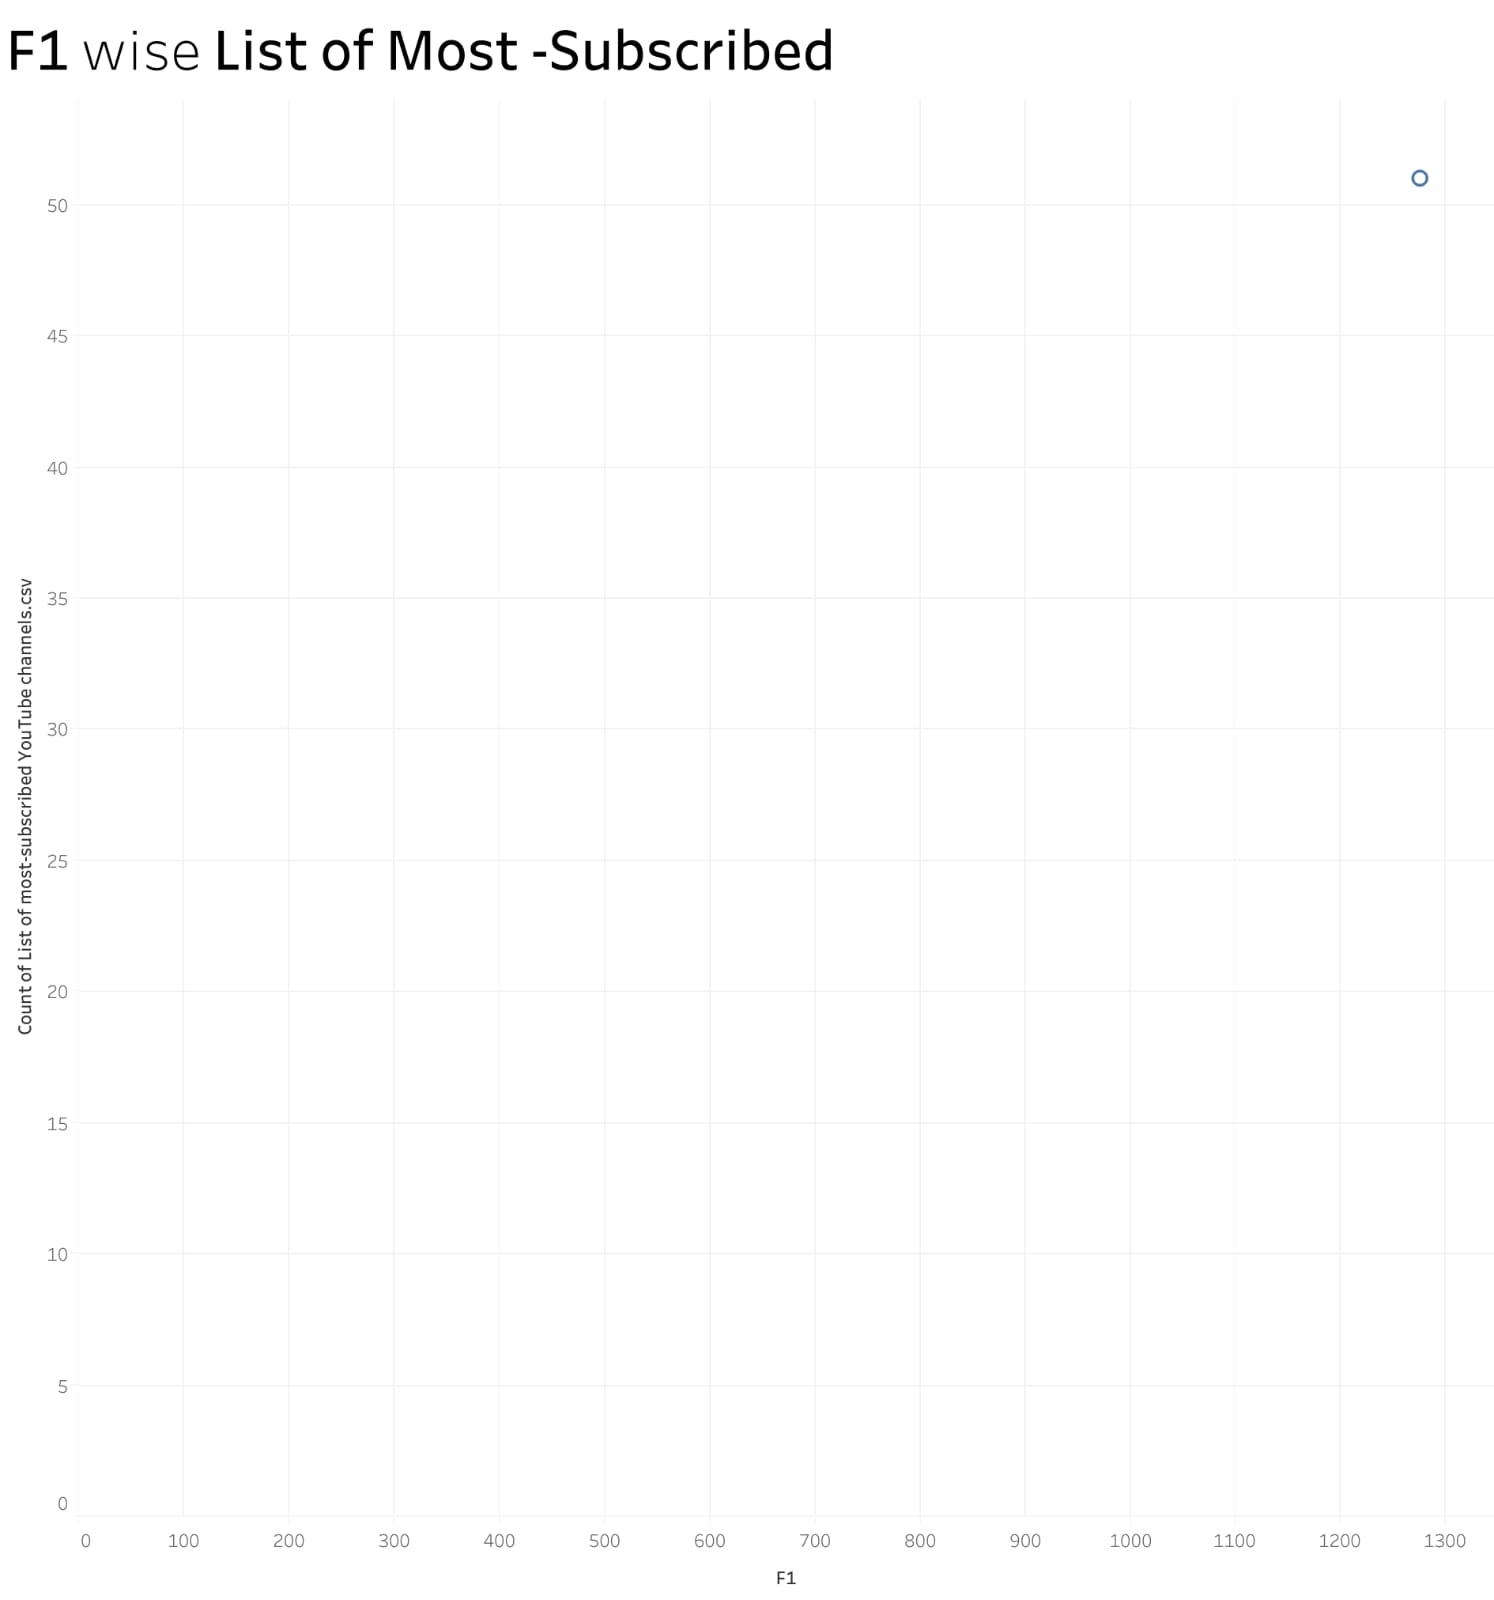 F1 wise List of Most -Subscribed
Count of List of most-subscribed YouTube channels.csv
50
45
40
35
30
25
20
15
10
5
0
0 100 200 300 400 500 600 700 800 900 1000 1100 1200 1300
F1